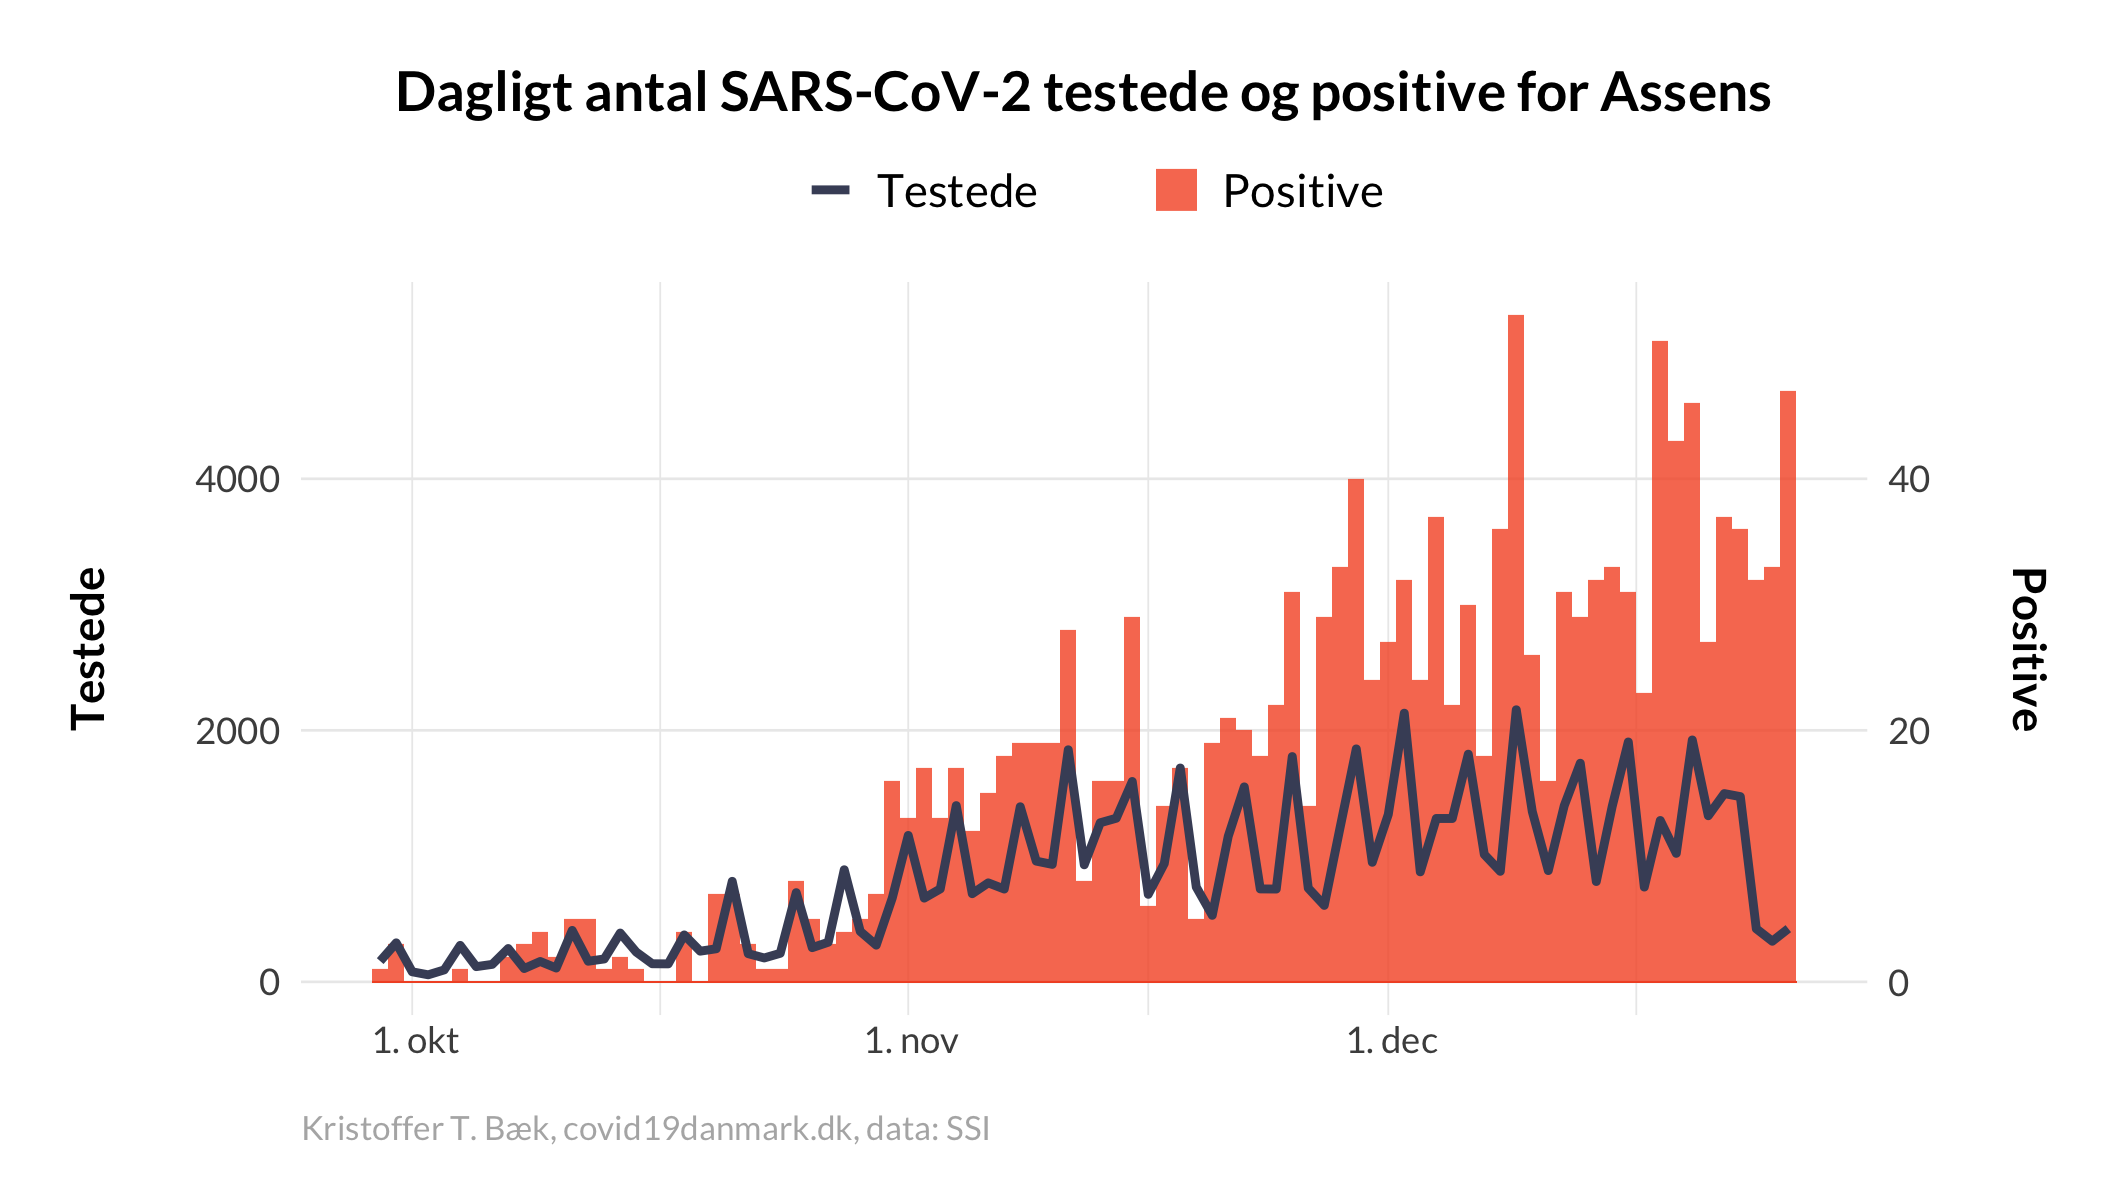 Dagligt antal SARS-CoV-2 testede og positive for Assens
Testede Positive
4000 40
2000 20
0 0
Testede
Positive
1. okt 1. nov 1. dec
Kristoffer T. Bæk, covid19danmark.dk, data: SSI